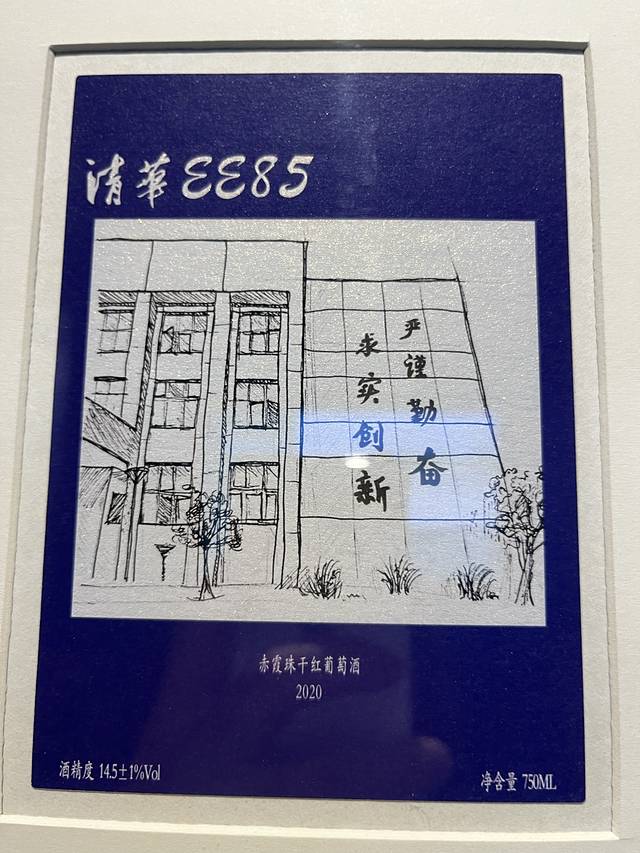 清華EE85
严谨勤奋
求实创新
赤霞珠干红葡萄酒
2020
酒精度 14.5±1%Vol
净含量 750ML